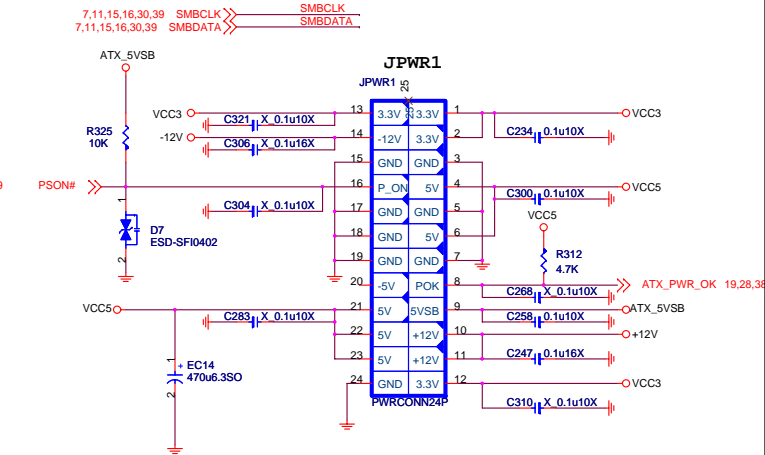 7,11,15,16,30,39 SMBCLK SMBCLK
7,11,15,16,30,39 SMBDATA SMBDATA
ATX_5VSB
JPWR1
JPWR1 25
VCC3 C321 X_0.1u10X 13 3.3V 3.3V 1 VCC3
R325 10K
-12V C306 X_0.1u16X 14 -12V 3.3V 2 C234 0.1u10X
15 GND GND 3
9 PSON# 16 P_ON 5V 4 C300 0.1u10X VCC5
1 C304 X_0.1u10X 17 GND GND 5
VCC5
D7 ESD-SFI0402 18 GND 5V 6
R312 4.7K
2 19 GND GND 7
20 -5V POK 8 ATX_PWR_OK 19,28,38
C268 X_0.1u10X
VCC5 21 5V 5VSB 9 ATX_5VSB
C283 X_0.1u10X C258 0.1u10X
22 5V +12V 10 +12V
1 23 5V +12V 11 C247 0.1u16X
+ EC14 470u6.3SO
2 24 GND 3.3V 12 VCC3
PWRCONN24P C310 X_0.1u10X